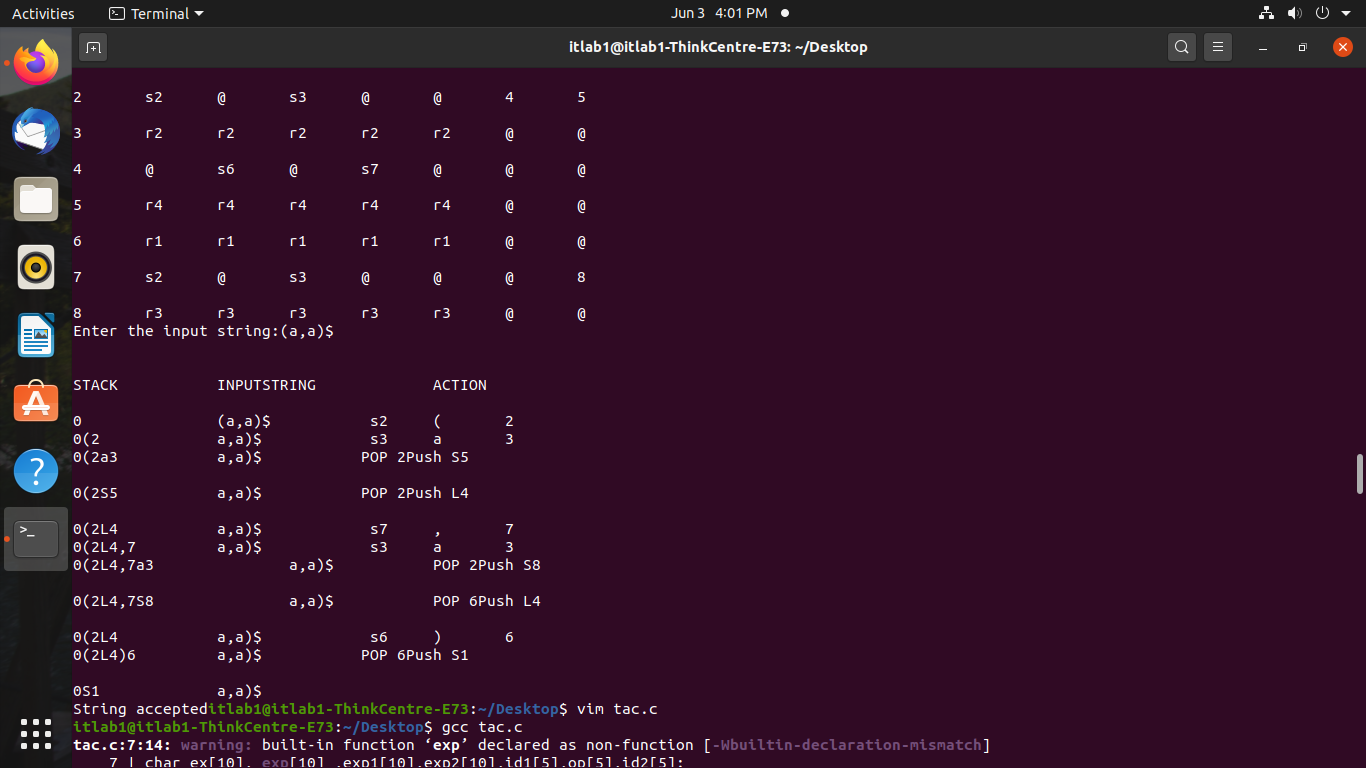 Activities Terminal Jun 3 4:01 PM
itlab1@itlab1-ThinkCentre-E73: ~/Desktop
2 s2 @ s3 @ @ 4 5
3 r2 r2 r2 r2 r2 @ @
4 @ s6 @ s7 @ @ @
5 r4 r4 r4 r4 r4 @ @
6 r1 r1 r1 r1 r1 @ @
7 s2 @ s3 @ @ @ 8
8 r3 r3 r3 r3 r3 @ @
Enter the input string:(a,a)$
STACK INPUTSTRING ACTION
0 (a,a)$ s2 ( 2
0(2 a,a)$ s3 a 3
0(2a3 a,a)$ POP 2Push S5
0(2S5 a,a)$ POP 2Push L4
0(2L4 a,a)$ s7 , 7
0(2L4,7 a,a)$ s3 a 3
0(2L4,7a3 a,a)$ POP 2Push S8
0(2L4,7S8 a,a)$ POP 6Push L4
0(2L4 a,a)$ s6 ) 6
0(2L4)6 a,a)$ POP 6Push S1
0S1 a,a)$
String accepteditlab1@itlab1-ThinkCentre-E73:~/Desktop$ vim tac.c
itlab1@itlab1-ThinkCentre-E73:~/Desktop$ gcc tac.c
tac.c:7:14: warning: built-in function ‘exp’ declared as non-function [-Wbuiltin-declaration-mismatch]
7 | char ex[10], exp[10] ,exp1[10],exp2[10],id1[5],op[5],id2[5];